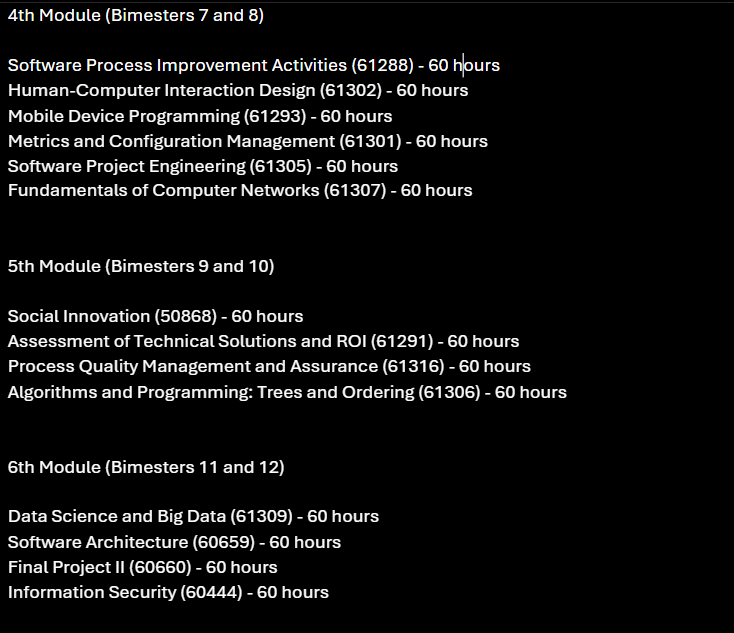 4th Module (Bimesters 7 and 8)
Software Process Improvement Activities (61288) - 60 hours
Human-Computer Interaction Design (61302) - 60 hours
Mobile Device Programming (61293) - 60 hours
Metrics and Configuration Management (61301) - 60 hours
Software Project Engineering (61305) - 60 hours
Fundamentals of Computer Networks (61307) - 60 hours
5th Module (Bimesters 9 and 10)
Social Innovation (50868) - 60 hours
Assessment of Technical Solutions and ROI (61291) - 60 hours
Process Quality Management and Assurance (61316) - 60 hours
Algorithms and Programming: Trees and Ordering (61306) - 60 hours
6th Module (Bimesters 11 and 12)
Data Science and Big Data (61309) - 60 hours
Software Architecture (60659) - 60 hours
Final Project II (60660) - 60 hours
Information Security (60444) - 60 hours